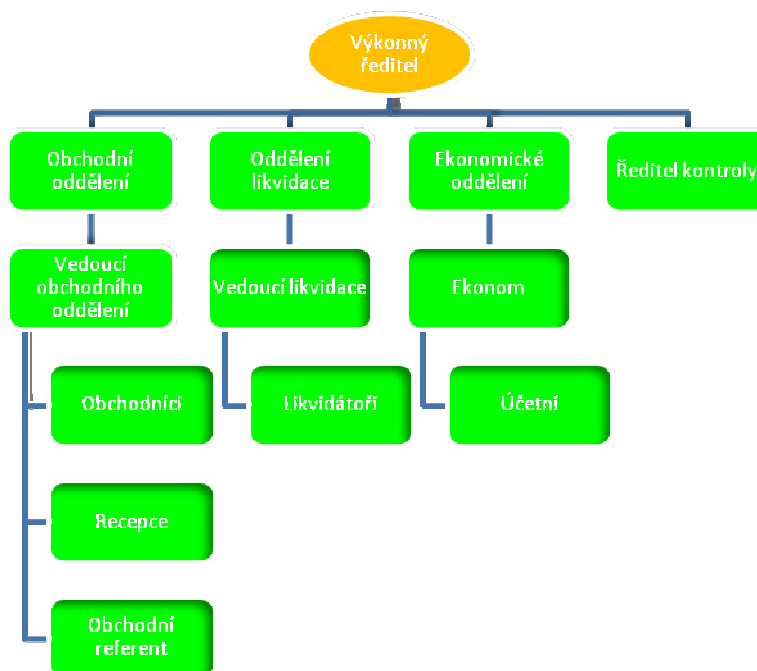 Výkonný
ředitel
Obchodní
oddělení
Oddělení
likvidace
Ekonomické
oddělení
Ředitel kontroly
Vedoucí
obchodního
oddělení
Vedoucí likvidace
Ekonom
Obchodníci
Likvidátoři
Účetní
Recepce
Obchodní
referent